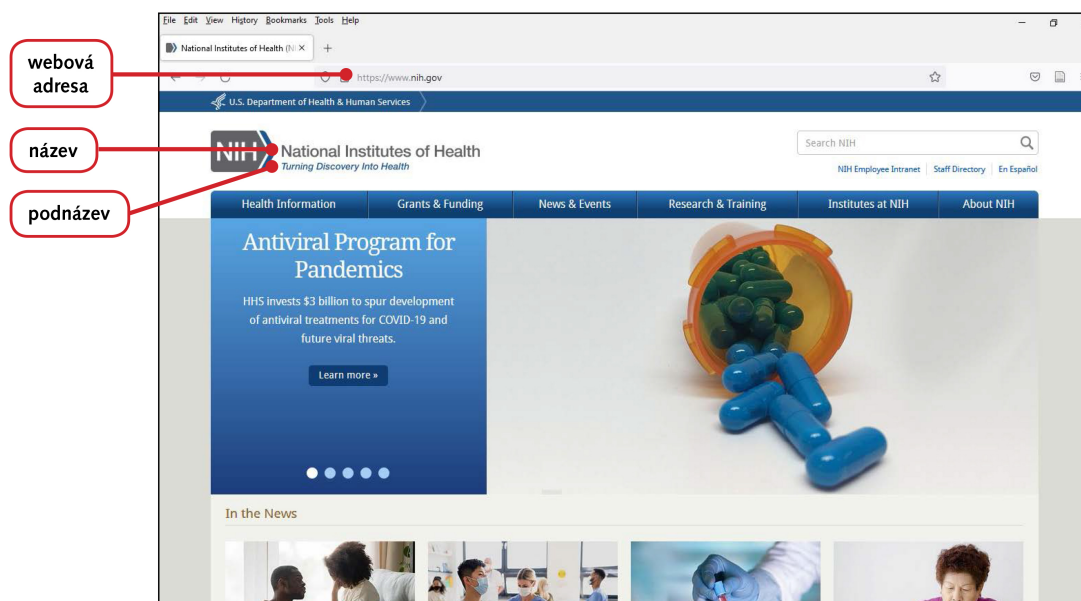 File Edit View History Bookmarks Tools Help
National Institutes of Health (NI
https://www.nih.gov
webová
adresa
U.S. Department of Health & Human Services
název
NIH
National Institutes of Health
Turning Discovery Into Health
Search NIH
NIH Employee Intranet Staff Directory En Español
podnázev
Health Information Grants & Funding News & Events Research & Training Institutes at NIH About NIH
Antiviral Program for
Pandemics
HHS invests $3 billion to spur development
of antiviral treatments for COVID-19 and
future viral threats.
Learn more »
In the News